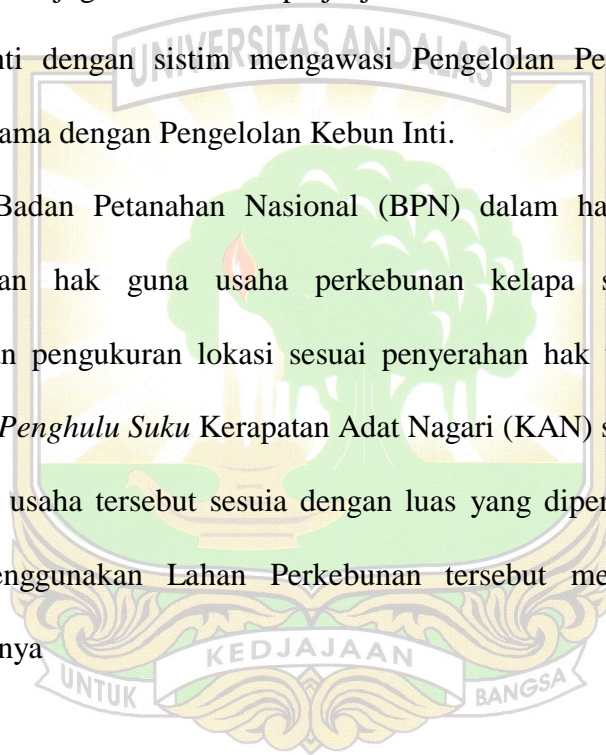 UNIVERSITAS ANDALAS
nti dengan sistim mengawasi Pengelolan Pe
ama dengan Pengelolan Kebun Inti.
Badan Petanahan Nasional (BPN) dalam ha
an hak guna usaha perkebunan kelapa s
n pengukuran lokasi sesuai penyerahan hak
Penghulu Suku Kerapatan Adat Nagari (KAN) s
usaha tersebut sesuia dengan luas yang diper
enggunakan Lahan Perkebunan tersebut me
nya
UNTUK KEDJAJAAN BANGSA